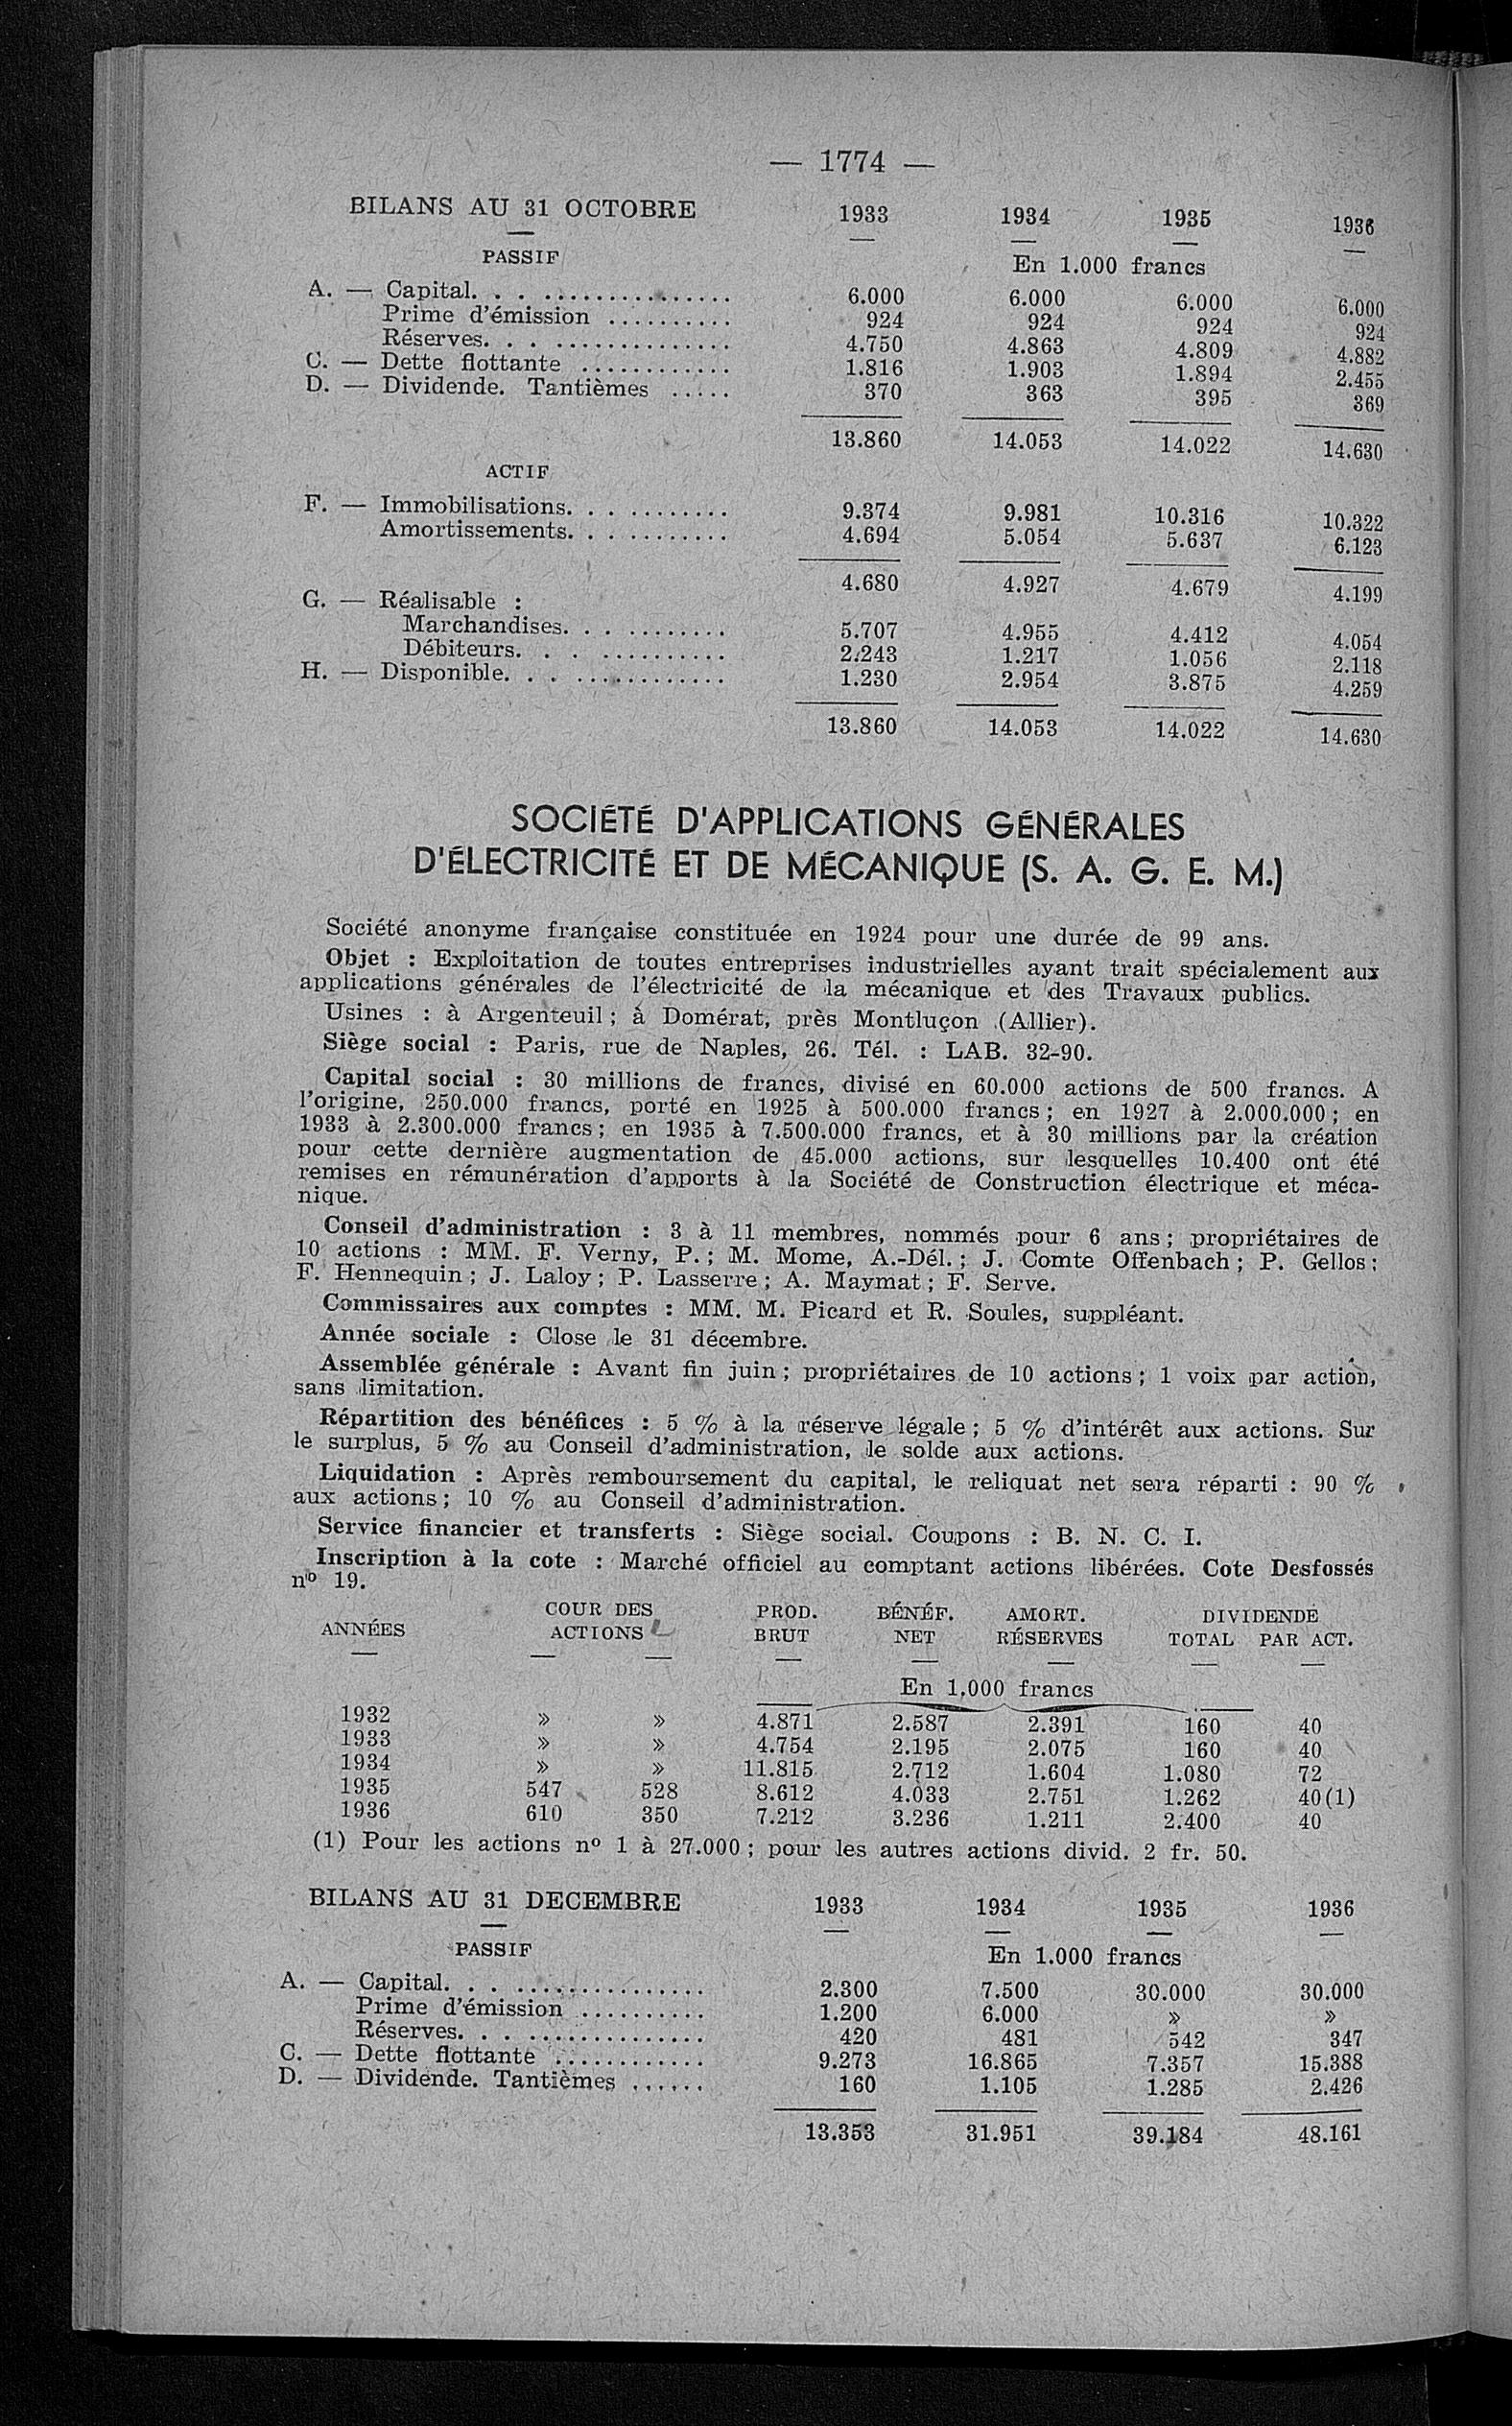 — 1774 —
BILANS AU 31 OCTOBRE 1933 1934 1935 1936
PASSIF En 1.000 francs
A. — Capital. . . ............... 6.000 6.000 6.000 6.000
Prime d'émission .......... 924 924 924 924
Réserves. . . ............... 4.750 4.863 4.809 4.882
C. — Dette flottante ............ 1.816 1.903 1.894 2.455
D. — Dividende. Tantièmes ..... 370 363 395 369
13.860 14.053 14.022 14.630
ACTIF
F. — Immobilisations. . .......... 9.374 9.981 10.316 10.322
Amortissements. . .......... 4.694 5.054 5.637 6.123
4.680 4.927 4.679 4.199
G. — Réalisable :
Marchandises. . .......... 5.707 4.955 4.412 4.054
Débiteurs. . . ........... 2.243 1.217 1.056 2.118
H. — Disponible. . . ............ 1.230 2.954 3.875 4.259
13.860 14.053 14.022 14.630
SOCIÉTÉ D'APPLICATIONS GÉNÉRALES
D'ÉLECTRICITÉ ET DE MÉCANIQUE (S. A. G. E. M.)
Société anonyme française constituée en 1924 pour une durée de 99 ans.
Objet : Exploitation de toutes entreprises industrielles ayant trait spécialement aux
applications générales de l'électricité de la mécanique et des Travaux publics.
Usines : à Argenteuil ; à Domérat, près Montluçon (Allier).
Siège social : Paris, rue de Naples, 26. Tél. : LAB. 32-90.
Capital social : 30 millions de francs, divisé en 60.000 actions de 500 francs. A
l'origine, 250.000 francs, porté en 1925 à 500.000 francs ; en 1927 à 2.000.000 ; en
1933 à 2.300.000 francs ; en 1935 à 7.500.000 francs, et à 30 millions par la création
pour cette dernière augmentation de 45.000 actions, sur lesquelles 10.400 ont été
remises en rémunération d'apports à la Société de Construction électrique et méca-
nique.
Conseil d'administration : 3 à 11 membres, nommés pour 6 ans ; propriétaires de
10 actions : MM. F. Verny, P. ; M. Mome, A.-Dél. ; J. Comte Offenbach ; P. Gellos ;
F. Hennequin ; J. Laloy ; P. Lasserre ; A. Maymat ; F. Serve.
Commissaires aux comptes : MM. M. Picard et R. Soules, suppléant.
Année sociale : Close le 31 décembre.
Assemblée générale : Avant fin juin ; propriétaires de 10 actions ; 1 voix par action,
sans limitation.
Répartition des bénéfices : 5 % à la réserve légale ; 5 % d'intérêt aux actions. Sur
le surplus, 5 % au Conseil d'administration, le solde aux actions.
Liquidation : Après remboursement du capital, le reliquat net sera réparti : 90 %
aux actions ; 10 % au Conseil d'administration.
Service financier et transferts : Siège social. Coupons : B. N. C. I.
Inscription à la cote : Marché officiel au comptant actions libérées. Cote Desfossés
nº 19.
COUR DES PROD. BÉNÉF. AMORT. DIVIDENDE
ANNÉES ACTIONS BRUT NET RÉSERVES TOTAL PAR ACT.
En 1.000 francs
1932 » » 4.871 2.587 2.391 160 40
1933 » » 4.754 2.195 2.075 160 40
1934 » » 11.815 2.712 1.604 1.080 72
1935 547 528 8.612 4.033 2.751 1.262 40(1)
1936 610 350 7.212 3.236 1.211 2.400 40
(1) Pour les actions nº 1 à 27.000 ; pour les autres actions divid. 2 fr. 50.
BILANS AU 31 DECEMBRE 1933 1934 1935 1936
PASSIF En 1.000 francs
A. — Capital. . . ................ 2.300 7.500 30.000 30.000
Prime d'émission .......... 1.200 6.000 » »
Réserves. . . ............... 420 481 542 347
C. — Dette flottante ............ 9.273 16.865 7.357 15.388
D. — Dividende. Tantièmes ...... 160 1.105 1.285 2.426
13.353 31.951 39.184 48.161